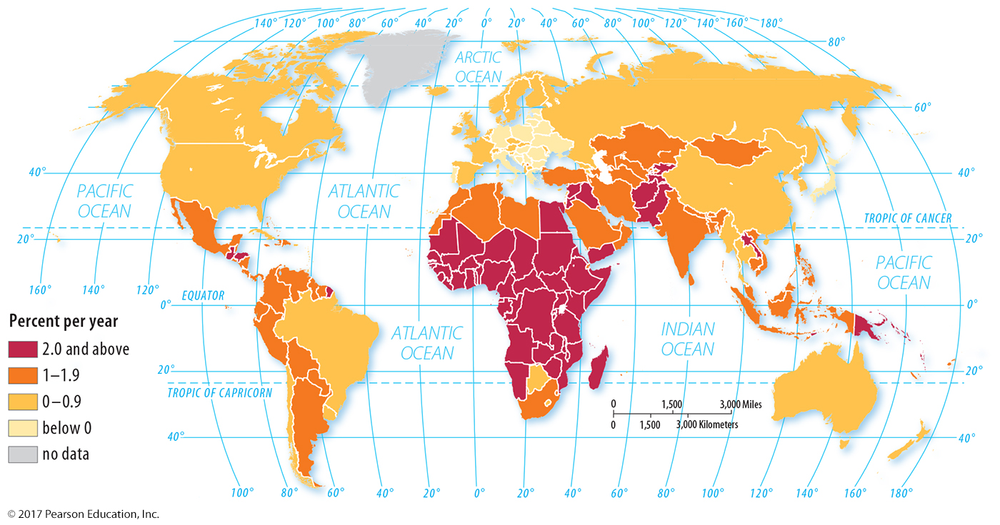 140° 120° 100° 80° 60° 40° 20° 0° 20° 40° 60° 80° 100° 120° 140° 160° 180°
80°
ARCTIC
OCEAN
60°
40°
40°
PACIFIC
OCEAN
ATLANTIC
OCEAN
TROPIC OF CANCER
20°
20°
PACIFIC
OCEAN
160° 140° 120°
EQUATOR
0°
0°
Percent per year
2.0 and above
1–1.9
0–0.9
below 0
no data
ATLANTIC
OCEAN
INDIAN
OCEAN
20°
20°
TROPIC OF CAPRICORN
0 1,500 3,000 Miles
0 1,500 3,000 Kilometers
40°
40°
100° 80° 60° 40° 20° 0° 20° 40° 60° 80° 100° 120° 140° 160° 180°
© 2017 Pearson Education, Inc.